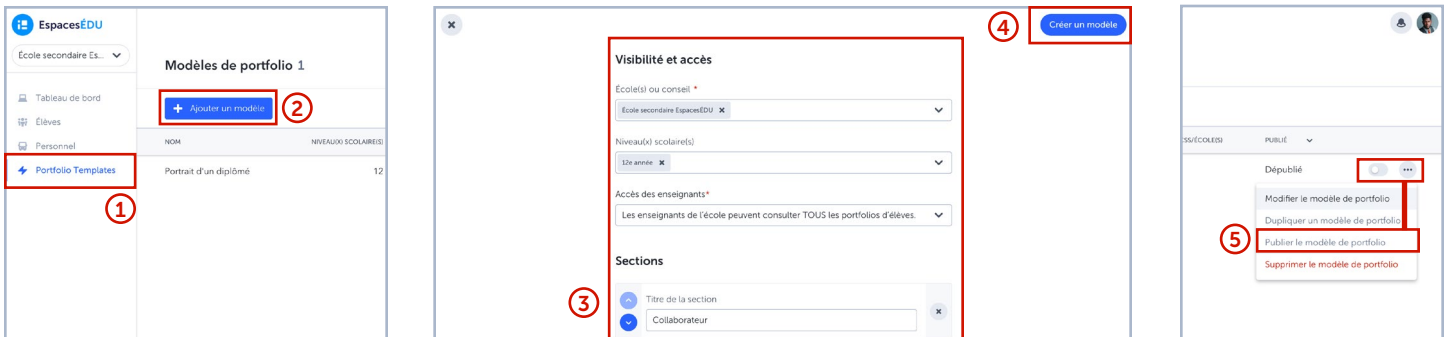 EspacesÉDU
École secondaire Es...
Tableau de bord
Élèves
Personnel
Portfolio Templates
1
Modèles de portfolio 1
+ Ajouter un modèle
2
NOM
NIVEAU(X) SCOLAIRE(S)
Portrait d'un diplômé
12
4
Créer un modèle
Visibilité et accès
École(s) ou conseil *
École secondaire EspacesÉDU
Niveau(x) scolaire(s)
12e année
Accès des enseignants*
Les enseignants de l'école peuvent consulter TOUS les portfolios d'élèves.
Sections
3
Titre de la section
Collaborateur
SS/ÉCOLE(S)
PUBLIÉ
Dépublié
Modifier le modèle de portfolio
Dupliquer un modèle de portfolio
5
Publier le modèle de portfolio
Supprimer le modèle de portfolio